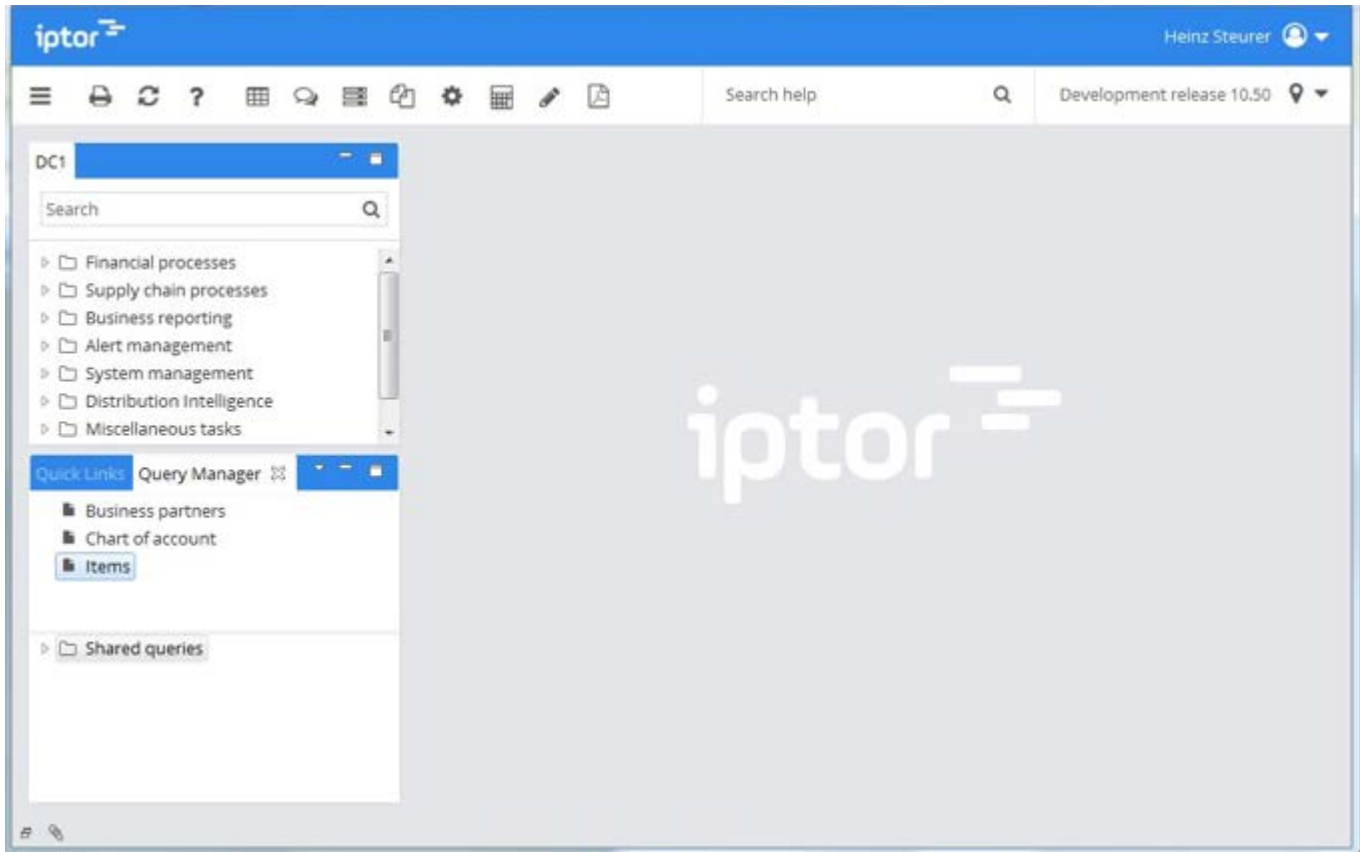 iptor
Heinz Steurer
?
Search help
Development release 10.50
DC1
Search
Financial processes
Supply chain processes
Business reporting
Alert management
System management
Distribution Intelligence
Miscellaneous tasks
iptor
Quick Links Query Manager
Business partners
Chart of account
Items
Shared queries